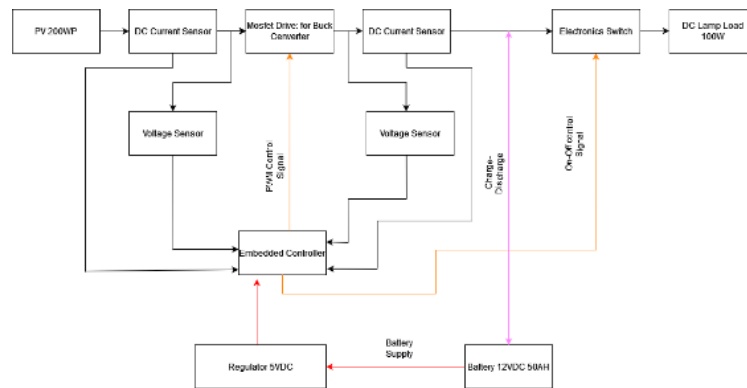 PV 200WP
DC Current Sensor
Mosfet Drive: for Buck
Converter
DC Current Sensor
Electronics Switch
DC Lamp Load
100W
Voltage Sensor
Voltage Sensor
PWM Control
Signal
Charge-
Discharge
On-Off control
Signal
Embedded Controller
Battery
Supply
Regulator 5VDC
Battery 12VDC 50AH